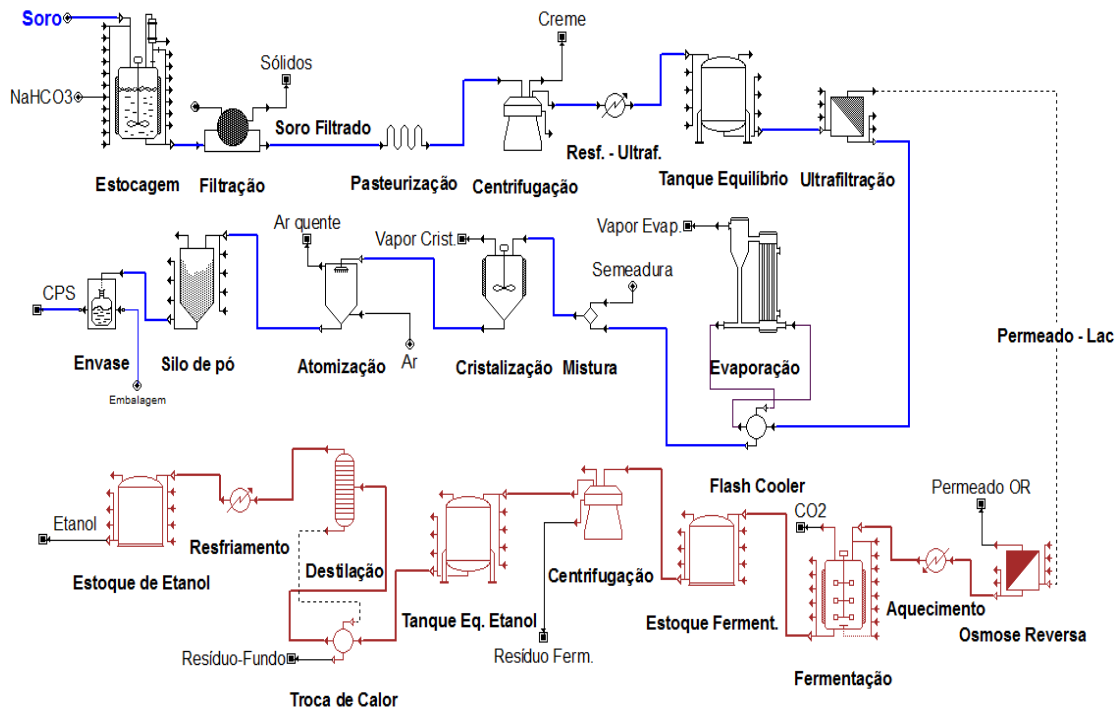 Soro
Creme
Sólidos
NaHCO3
Soro Filtrado
Resf. - Ultraf.
Estocagem
Filtração
Pasteurização
Centrifugação
Tanque Equilíbrio
Ultrafiltração
Ar quente
Vapor Crist.
Vapor Evap.
Semeadura
CPS
Permeado - Lac
Envase
Silo de pó
Atomização
Ar
Cristalização
Mistura
Evaporação
Embalagem
Flash Cooler
Permeado OR
CO2
Etanol
Resfriamento
Destilação
Centrifugação
Estoque de Etanol
Tanque Eq. Etanol
Estoque Ferment.
Aquecimento
Osmose Reversa
Resíduo-Fundo
Resíduo Ferm.
Fermentação
Troca de Calor